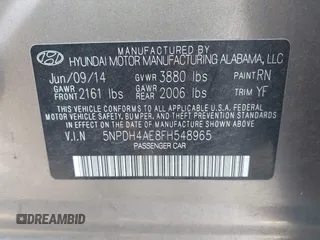 HYUNDAI MOTOR MANUFACTURING ALABAMA, LLC
Jun/09/14 GVWR 3880 lbs PAINT RN
GAWR FRONT 2161 lbs GAWR REAR 2006 lbs TRIM YF
THIS VEHICLE CONFORMS TO ALL APPLICABLE U.S. FEDERAL MOTOR VEHICLE SAFETY, BUMPER, AND THEFT PREVENTION STANDARDS IN EFFECT ON THE DATE OF MANUFACTURE SHOWN ABOVE.
V.I.N 5NPDH4AE8FH548965
PASSENGER CAR
DREAMBID